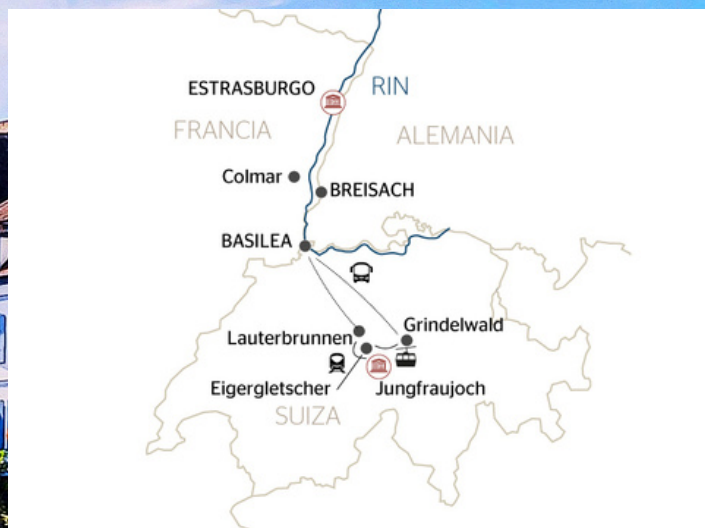 ESTRASBURGO
RIN
FRANCIA
ALEMANIA
Colmar
BREISACH
BASILEA
Grindelwald
Lauterbrunnen
Eigergletscher
Jungfraujoch
SUIZA